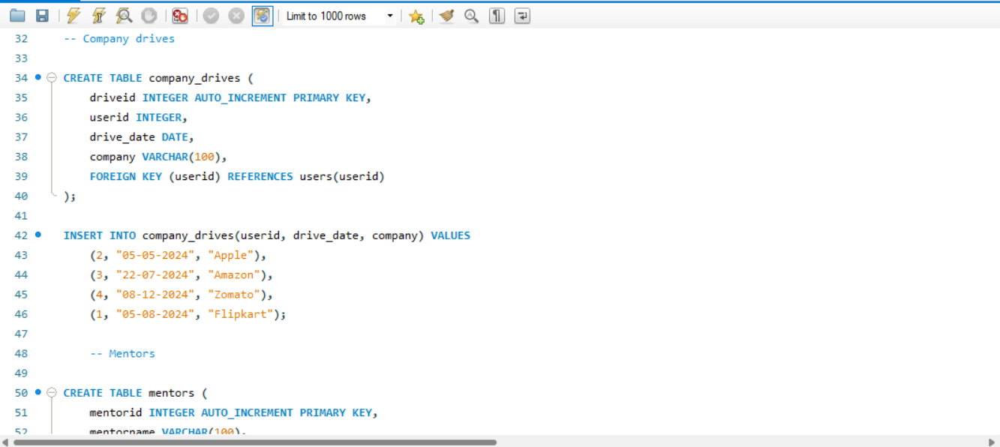 Limit to 1000 rows
32 -- Company drives
33
34 CREATE TABLE company_drives (
35 driveid INTEGER AUTO_INCREMENT PRIMARY KEY,
36 userid INTEGER,
37 drive_date DATE,
38 company VARCHAR(100),
39 FOREIGN KEY (userid) REFERENCES users(userid)
40 );
41
42 INSERT INTO company_drives(userid, drive_date, company) VALUES
43 (2, "05-05-2024", "Apple"),
44 (3, "22-07-2024", "Amazon"),
45 (4, "08-12-2024", "Zomato"),
46 (1, "05-08-2024", "Flipkart");
47
48 -- Mentors
49
50 CREATE TABLE mentors (
51 mentorid INTEGER AUTO_INCREMENT PRIMARY KEY,
52 mentorname VARCHAR(100),